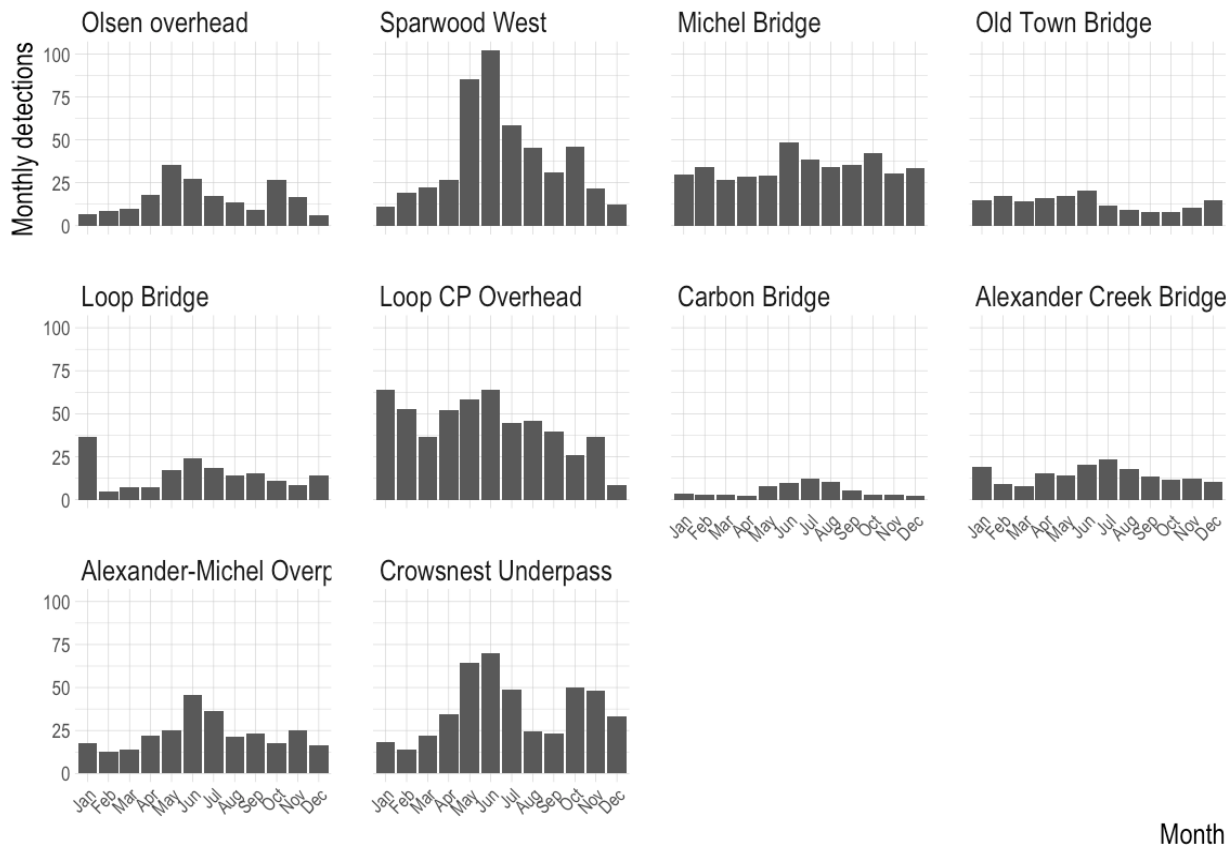 Olsen overhead
Sparwood West
Michel Bridge
Old Town Bridge
Monthly detections
100
75
50
25
0
Loop Bridge
Loop CP Overhead
Carbon Bridge
Alexander Creek Bridge
100
75
50
25
0
Jan Feb Mar Apr May Jun Jul Aug Sep Oct Nov Dec
Jan Feb Mar Apr May Jun Jul Aug Sep Oct Nov Dec
Alexander-Michel Overp
Crowsnest Underpass
100
75
50
25
0
Jan Feb Mar Apr May Jun Jul Aug Sep Oct Nov Dec
Jan Feb Mar Apr May Jun Jul Aug Sep Oct Nov Dec
Month